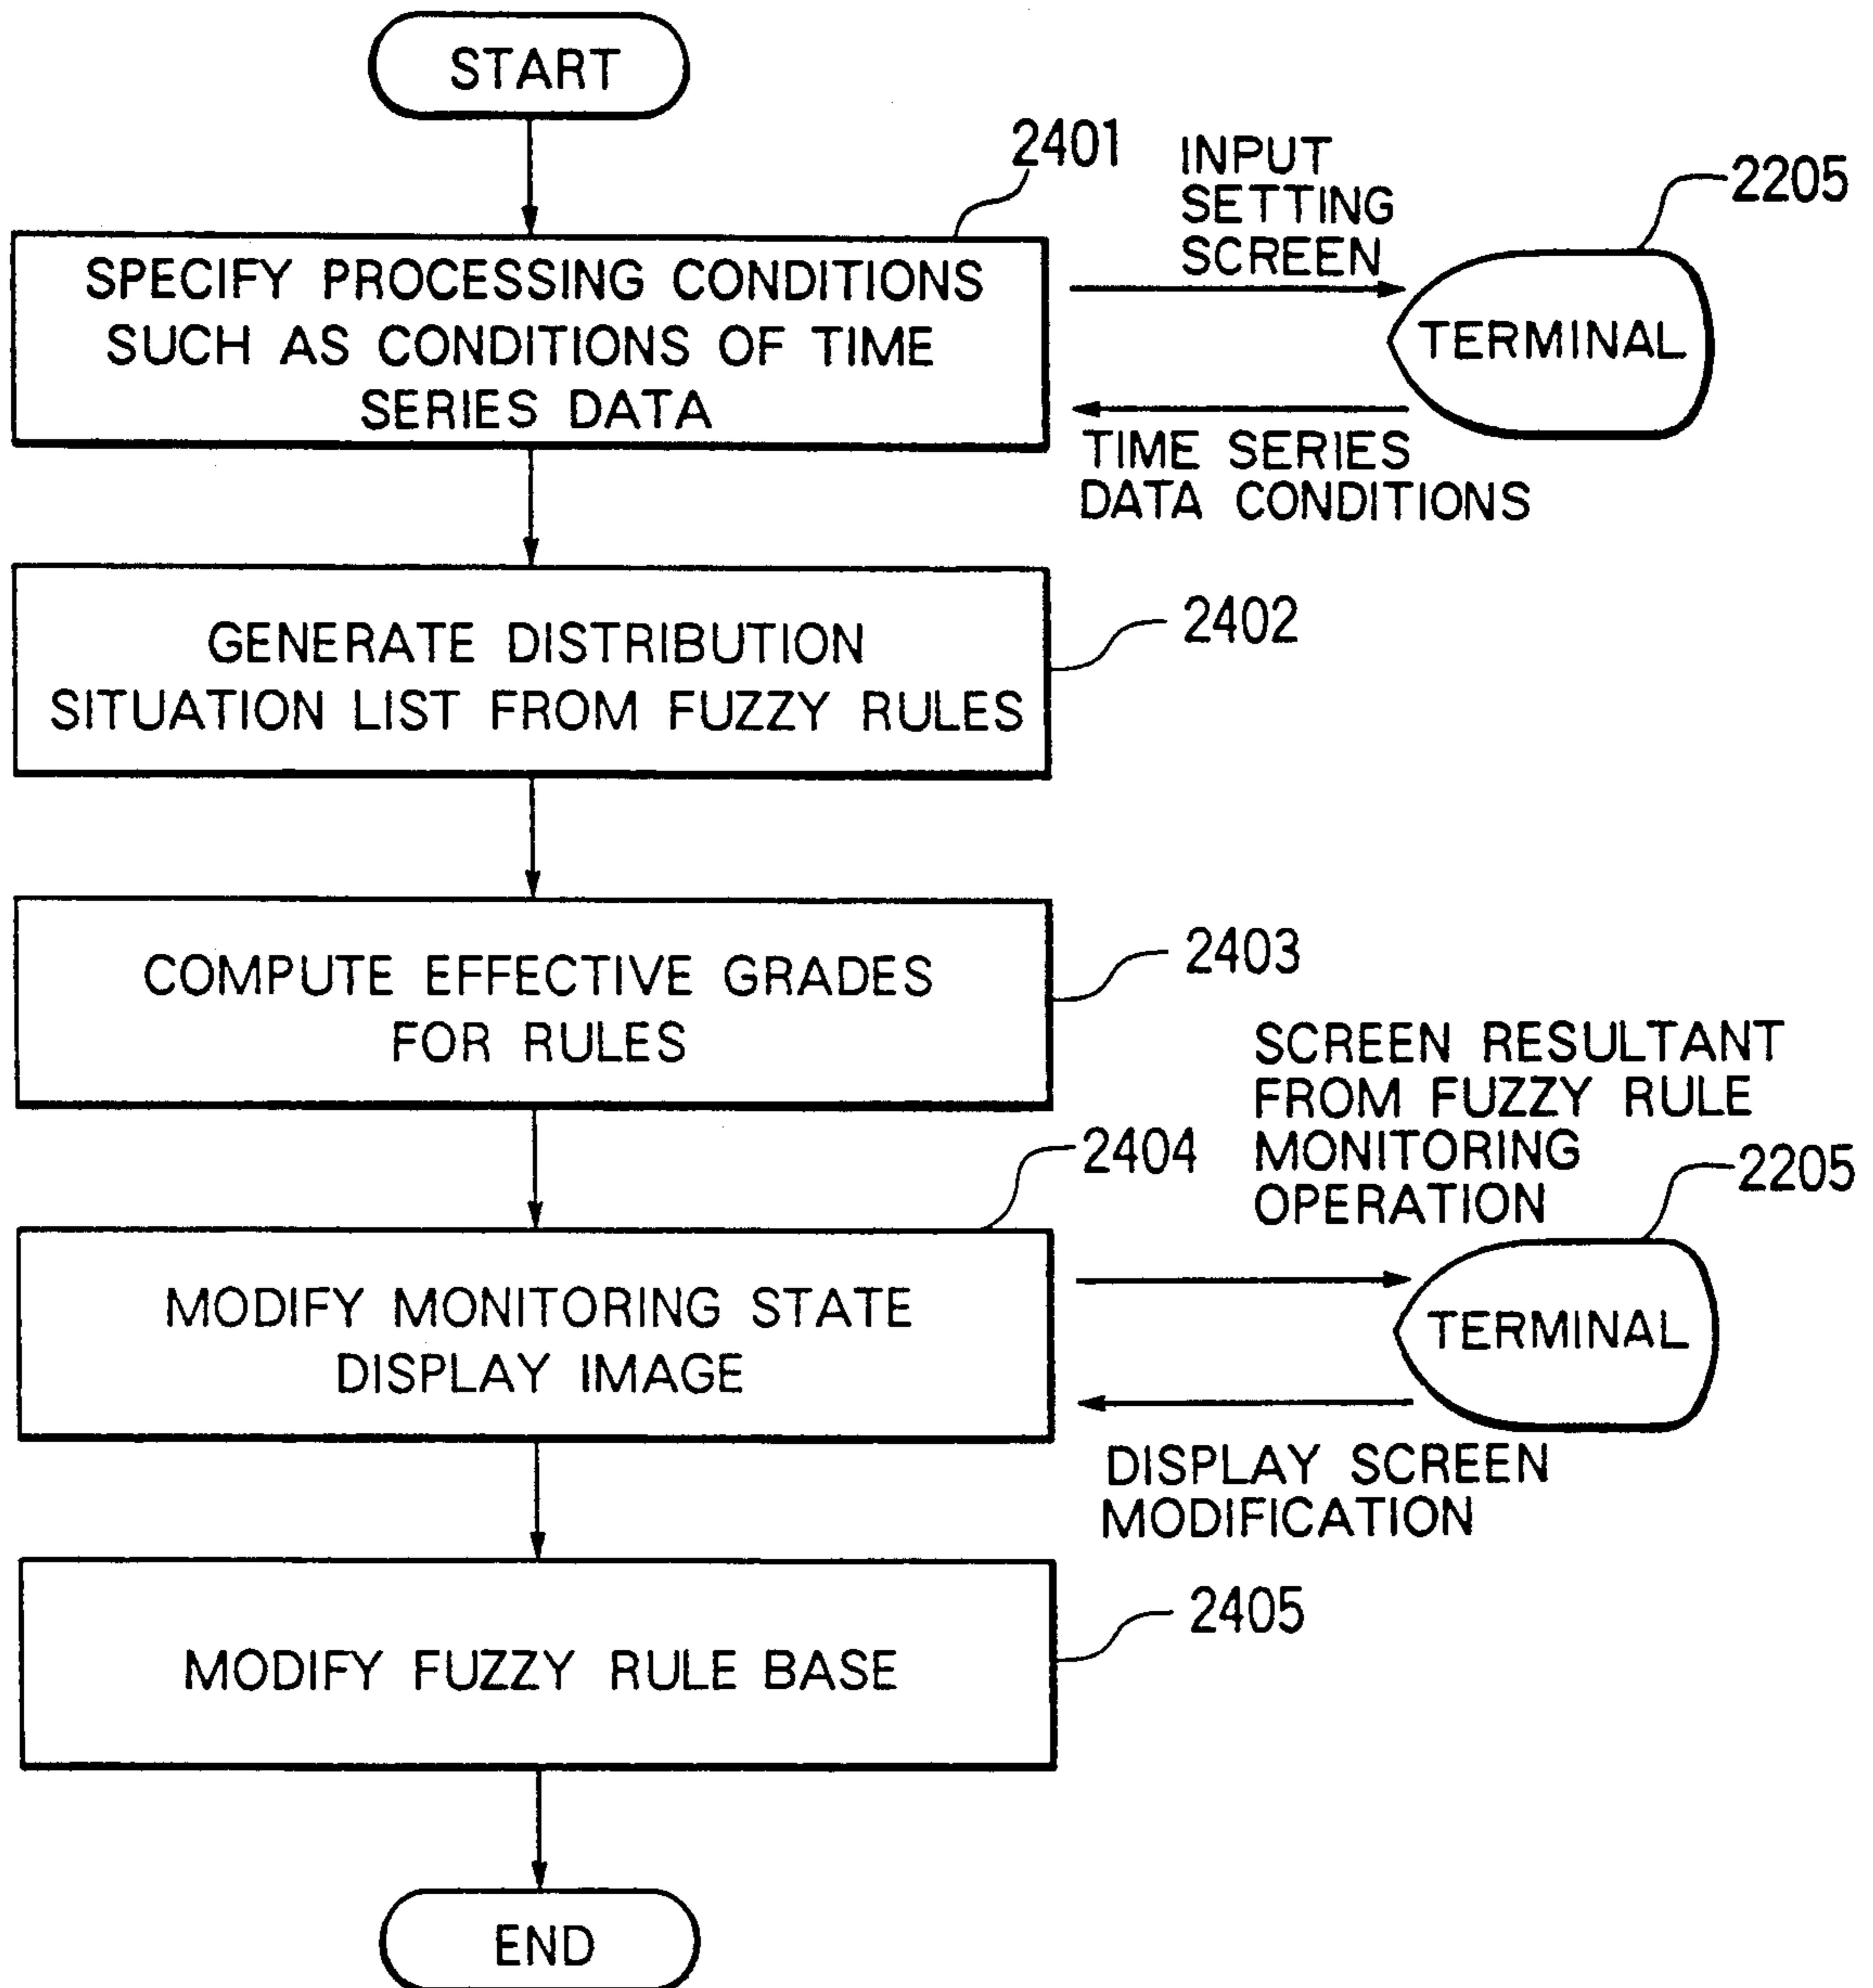 START
2401
INPUT
SETTING
SCREEN
2205
SPECIFY PROCESSING CONDITIONS
SUCH AS CONDITIONS OF TIME
SERIES DATA
TERMINAL
TIME SERIES
DATA CONDITIONS
2402
GENERATE DISTRIBUTION
SITUATION LIST FROM FUZZY RULES
2403
COMPUTE EFFECTIVE GRADES
FOR RULES
SCREEN RESULTANT
FROM FUZZY RULE
MONITORING
OPERATION
2404
2205
MODIFY MONITORING STATE
DISPLAY IMAGE
TERMINAL
DISPLAY SCREEN
MODIFICATION
2405
MODIFY FUZZY RULE BASE
END